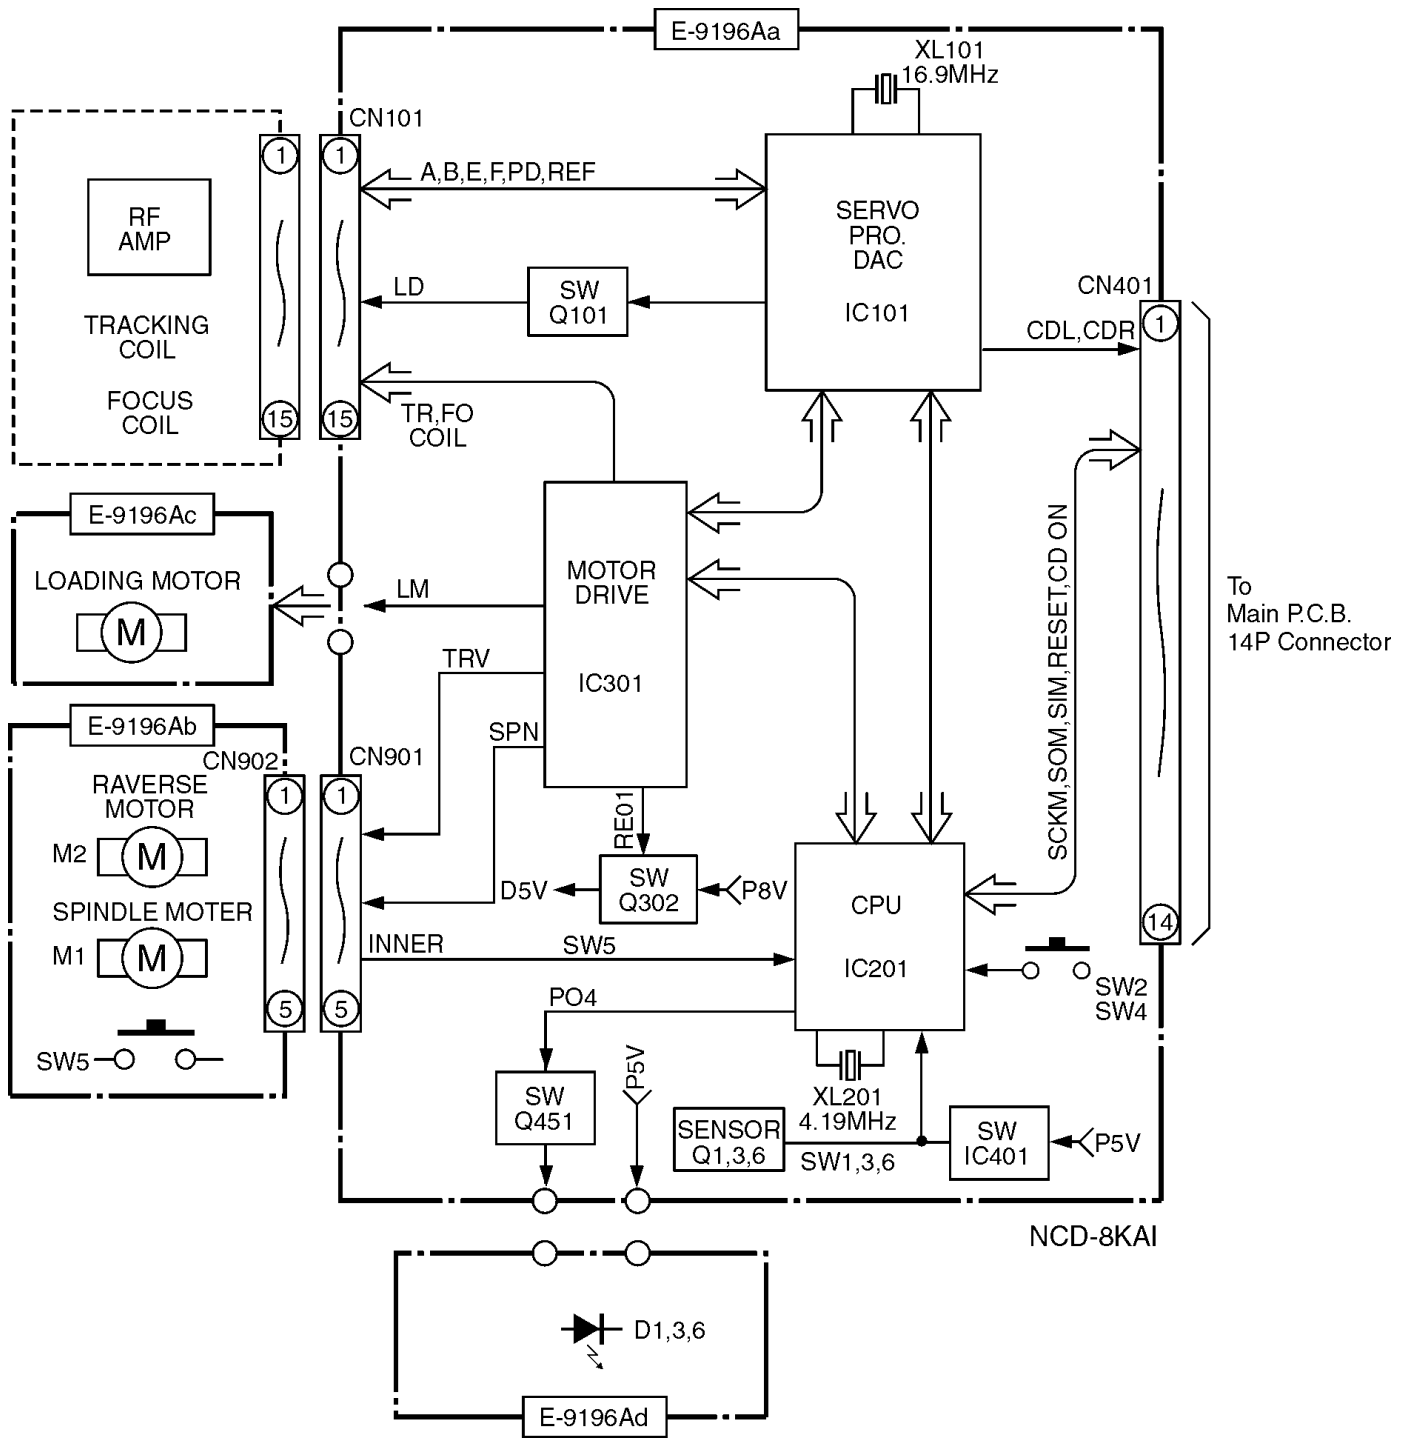 E-9196Aa
XL101
16.9MHz
CN101
1
1
A,B,E,F,PD,REF
RF
AMP
SERVO
PRO.
DAC
IC101
LD
SW
Q101
CN401
1
CDL,CDR
TRACKING
COIL
FOCUS
COIL
15
15
TR,FO
COIL
E-9196Ac
LOADING MOTOR
M
LM
MOTOR
DRIVE
IC301
TRV
SPN
SCKM,SOM,SIM,RESET,CD ON
To
Main P.C.B.
14P Connector
E-9196Ab
CN902
CN901
RAVERSE
MOTOR
1
1
M2
M
SPINDLE MOTER
M1
M
RE01
D5V
SW
Q302
P8V
CPU
IC201
14
INNER
SW5
SW2
SW4
5
5
PO4
SW5
P5V
SW
Q451
XL201
4.19MHz
SENSOR
Q1,3,6
SW1,3,6
SW
IC401
P5V
NCD-8KAI
D1,3,6
E-9196Ad